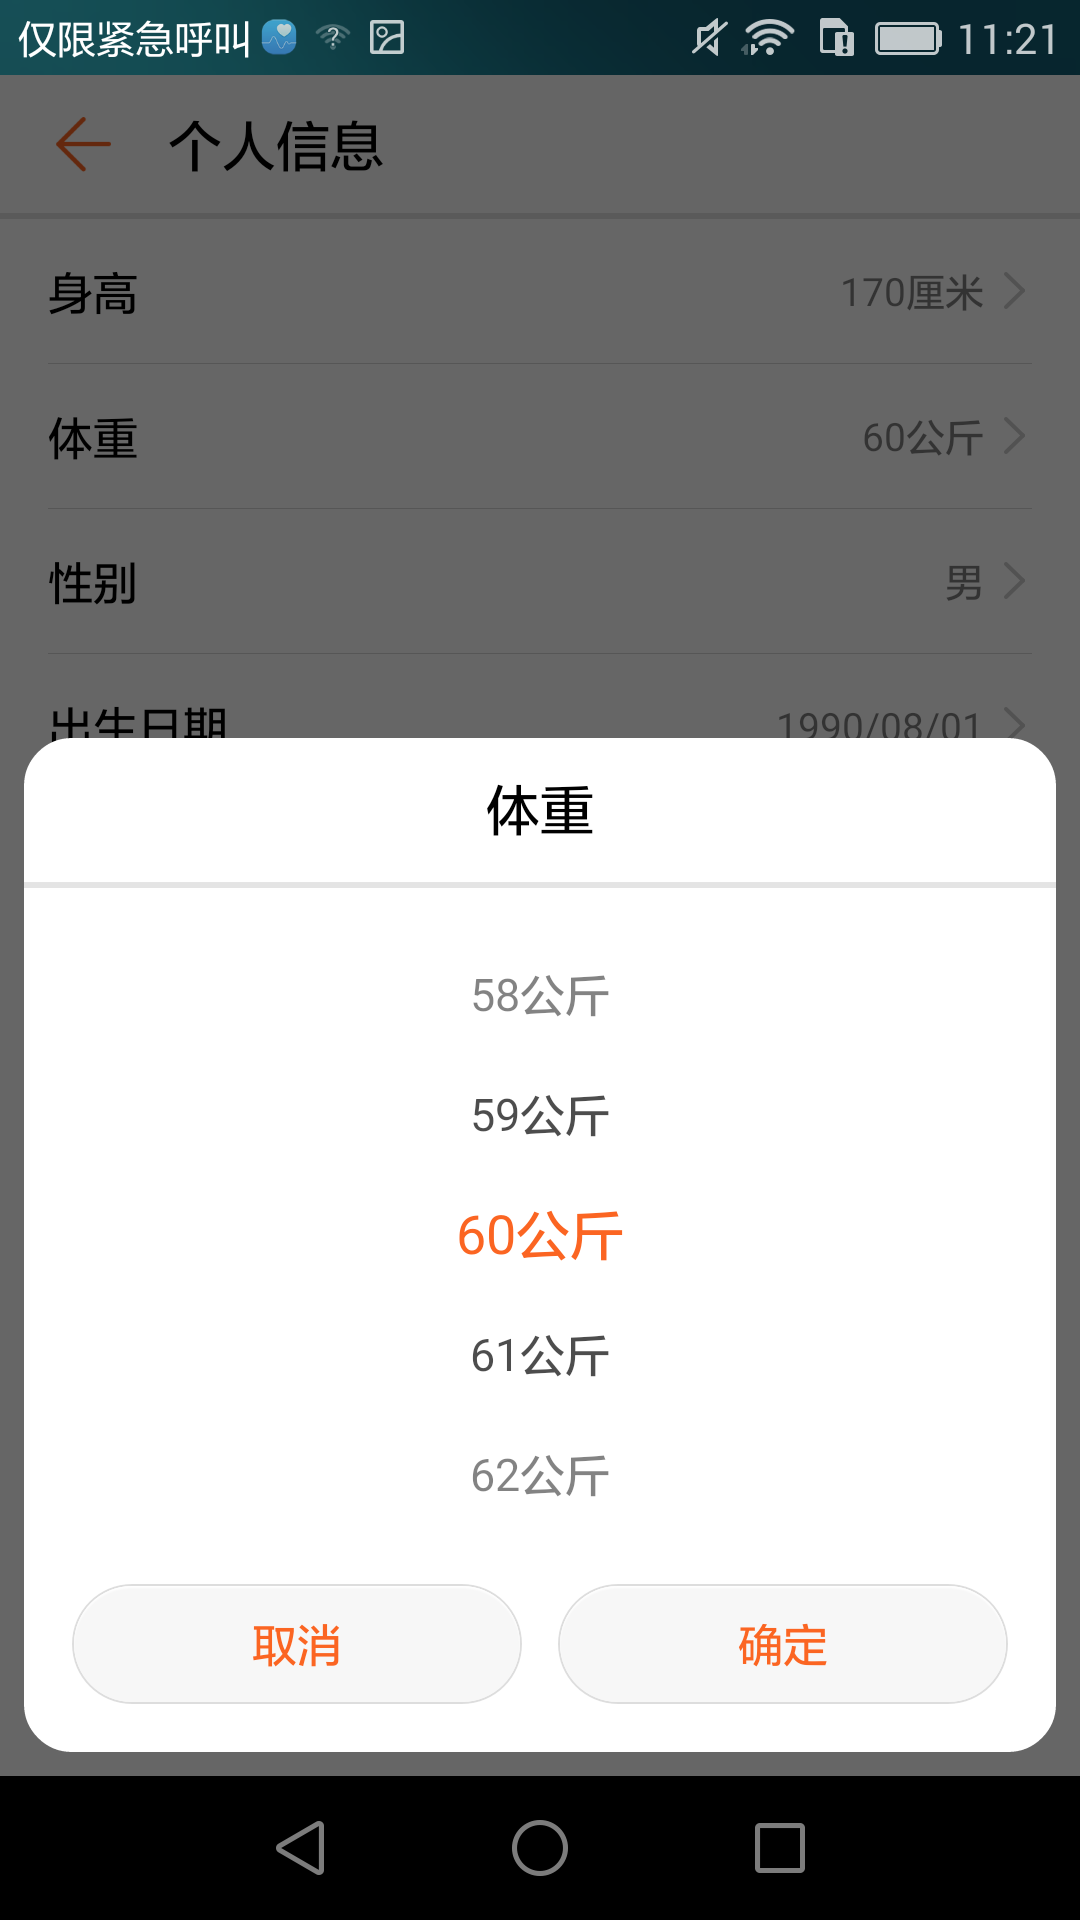 仅限紧急呼叫 11:21
个人信息
身高 170厘米
体重 60公斤
性别 男
出生日期 1990/08/01
体重
58公斤
59公斤
60公斤
61公斤
62公斤
取消 确定